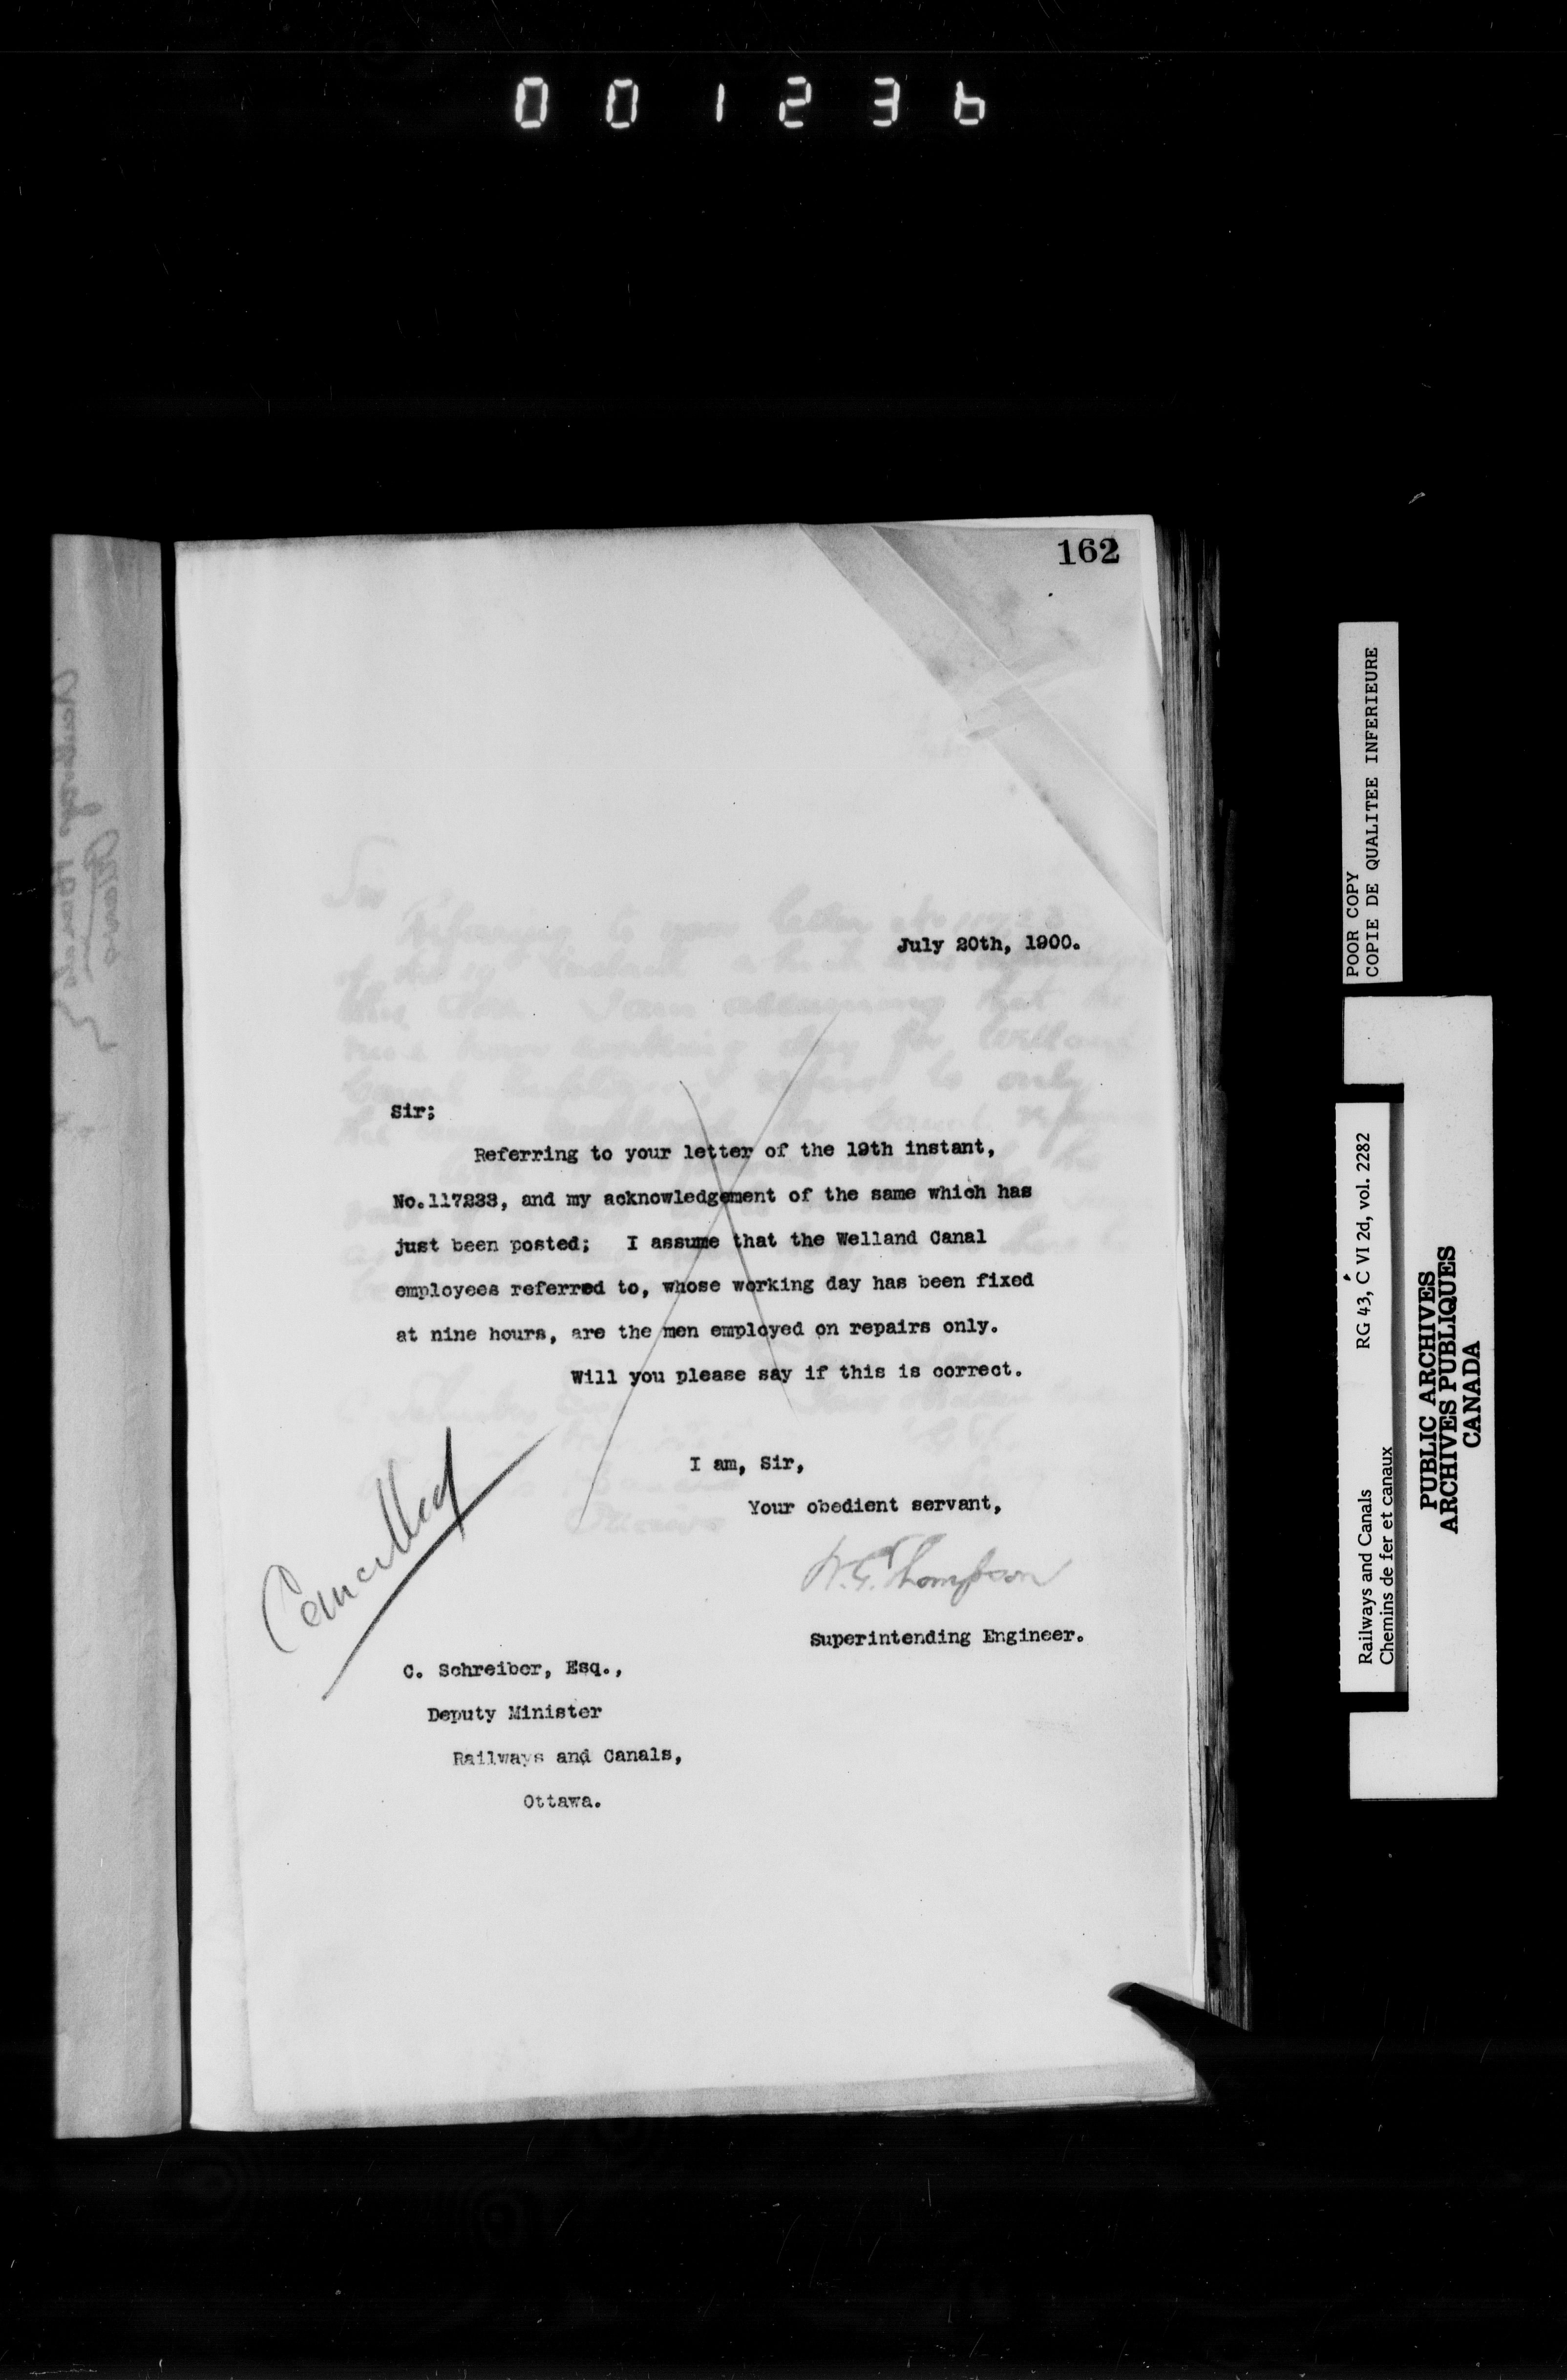 001236
162
July 20th, 1900.
Sir;
Referring to your letter of the 19th instant,
No.117233, and my acknowledgement of the same which has
just been posted; I assume that the Welland Canal
employees referred to, whose working day has been fixed
at nine hours, are the men employed on repairs only.
Will you please say if this is correct.
I am, Sir,
Your obedient servant,
W.G. Thompson
Superintending Engineer.
Cancelled
C. Schreiber, Esq.,
Deputy Minister
Railways and Canals,
Ottawa.
POOR COPY
COPIE DE QUALITEE INFERIEURE
Railways and Canals RG 43, C VI 2d, vol. 2282
Chemins de fer et canaux
PUBLIC ARCHIVES
ARCHIVES PUBLIQUES
CANADA